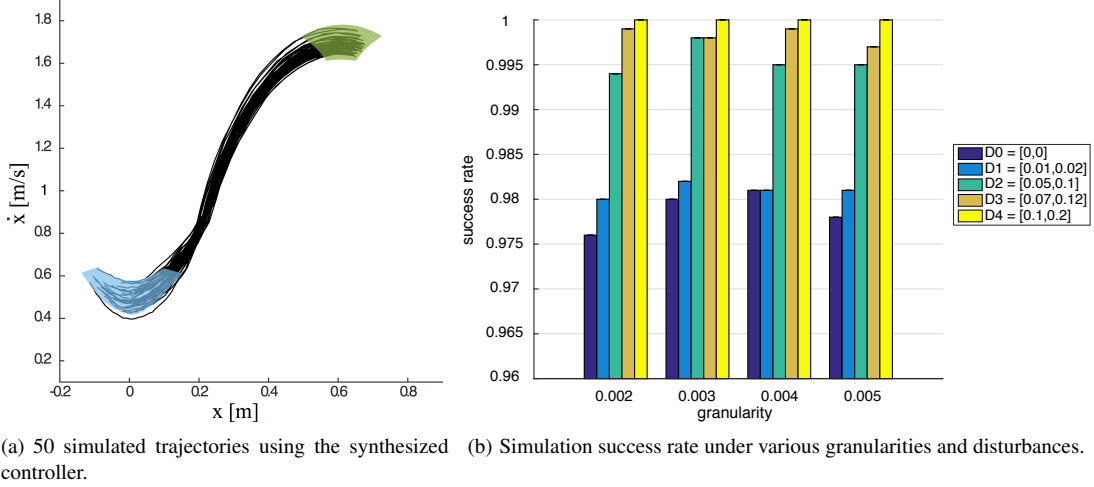 1.8
1.6
1.4
1.2
1
0.8
0.6
0.4
0.2
-0.2
0
0.2
0.4
0.6
0.8
ẋ [m/s]
x [m]
1
0.995
0.99
0.985
0.98
0.975
0.97
0.965
0.96
success rate
0.002
0.003
0.004
0.005
granularity
D0 = [0,0]
D1 = [0.01,0.02]
D2 = [0.05,0.1]
D3 = [0.07,0.12]
D4 = [0.1,0.2]
(a) 50 simulated trajectories using the synthesized
controller.
(b) Simulation success rate under various granularities and disturbances.